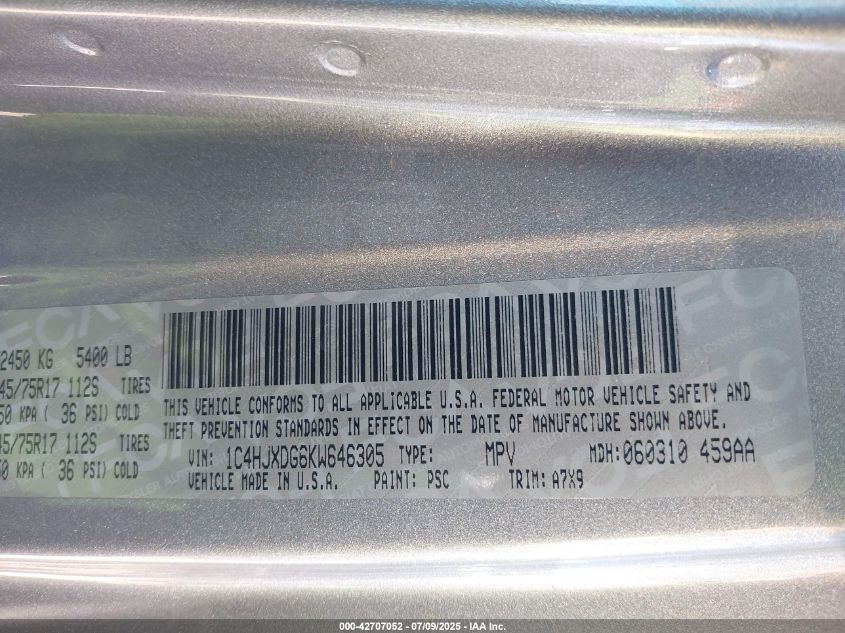 2450 KG 5400 LB
45/75R17 112S TIRES
50 KPA ( 36 PSI) COLD
45/75R17 112S TIRES
50 KPA ( 36 PSI) COLD
THIS VEHICLE CONFORMS TO ALL APPLICABLE U.S.A. FEDERAL MOTOR VEHICLE SAFETY AND
THEFT PREVENTION STANDARDS IN EFFECT ON THE DATE OF MANUFACTURE SHOWN ABOVE.
VIN: 1C4HJXDG6KW646305 TYPE: MPV MDH:060310 459AA
VEHICLE MADE IN U.S.A. PAINT: PSC TRIM: A7X9
000-42707052 - 07/09/2025 - IAA Inc.